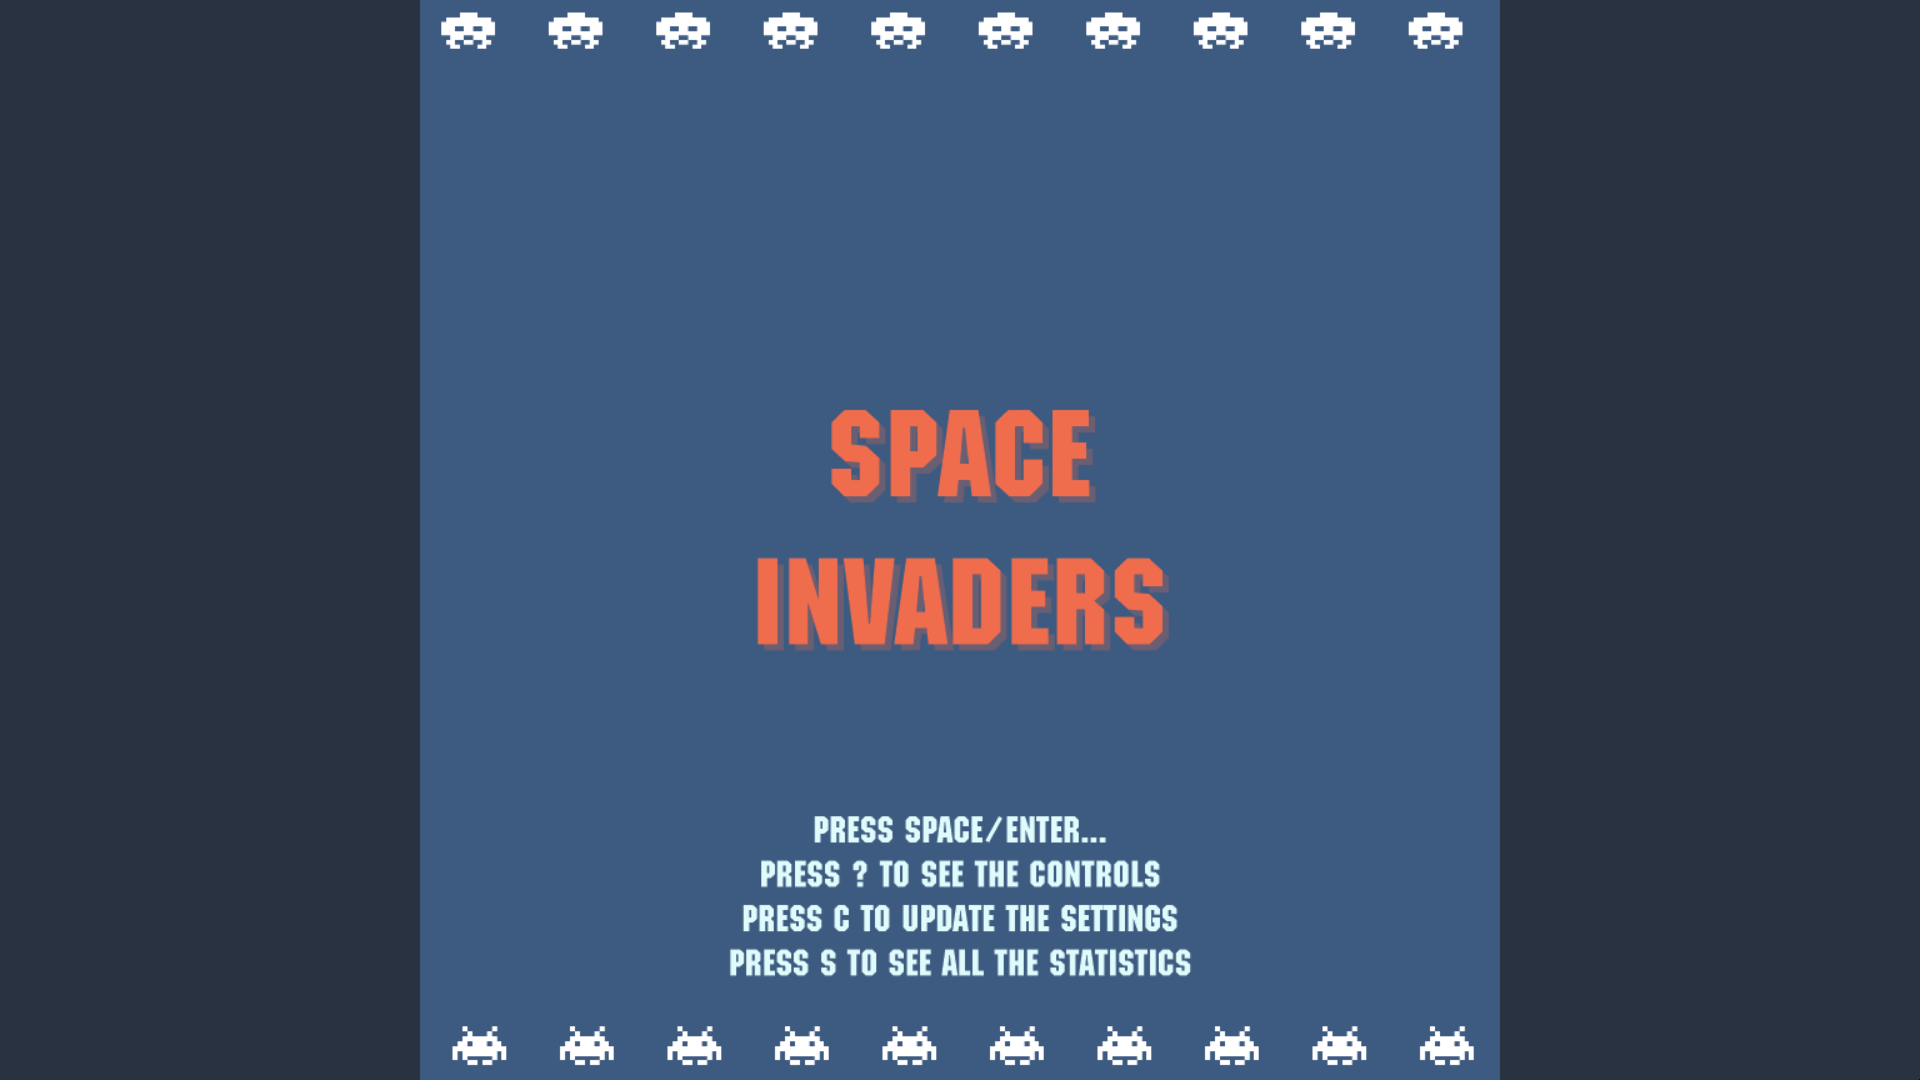 SPACE
INVADERS
PRESS SPACE/ENTER...
PRESS ? TO SEE THE CONTROLS
PRESS C TO UPDATE THE SETTINGS
PRESS S TO SEE ALL THE STATISTICS